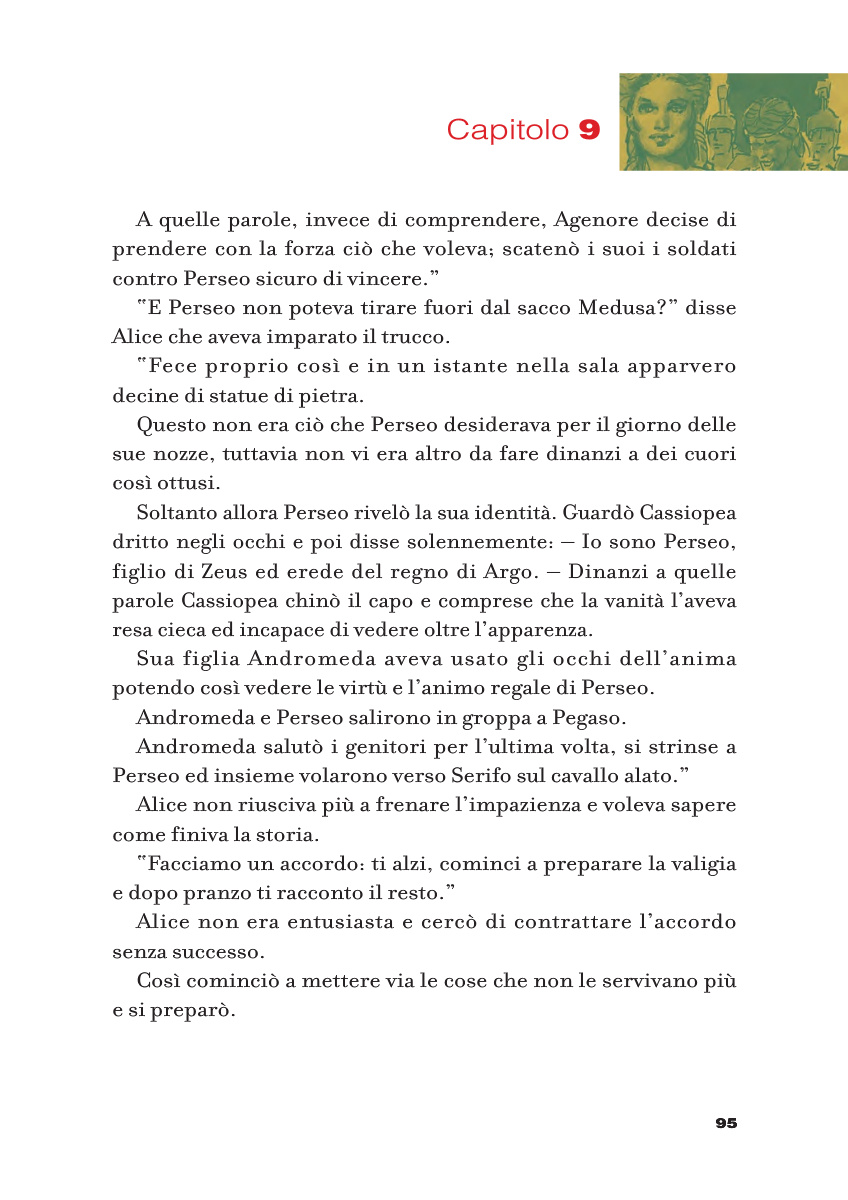 Capitolo 9
A quelle parole, invece di comprendere, Agenore decise di
prendere con la forza ciò che voleva; scatenò i suoi i soldati
contro Perseo sicuro di vincere.”
“E Perseo non poteva tirare fuori dal sacco Medusa?” disse
Alice che aveva imparato il trucco.
“Fece proprio così e in un istante nella sala apparvero
decine di statue di pietra.
Questo non era ciò che Perseo desiderava per il giorno delle
sue nozze, tuttavia non vi era altro da fare dinanzi a dei cuori
così ottusi.
Soltanto allora Perseo rivelò la sua identità. Guardò Cassiopea
dritto negli occhi e poi disse solennemente: – Io sono Perseo,
figlio di Zeus ed erede del regno di Argo. – Dinanzi a quelle
parole Cassiopea chinò il capo e comprese che la vanità l’aveva
resa cieca ed incapace di vedere oltre l’apparenza.
Sua figlia Andromeda aveva usato gli occhi dell’anima
potendo così vedere le virtù e l’animo regale di Perseo.
Andromeda e Perseo salirono in groppa a Pegaso.
Andromeda salutò i genitori per l’ultima volta, si strinse a
Perseo ed insieme volarono verso Serifo sul cavallo alato.”
Alice non riusciva più a frenare l’impazienza e voleva sapere
come finiva la storia.
“Facciamo un accordo: ti alzi, cominci a preparare la valigia
e dopo pranzo ti racconto il resto.”
Alice non era entusiasta e cercò di contrattare l’accordo
senza successo.
Così cominciò a mettere via le cose che non le servivano più
e si preparò.
95